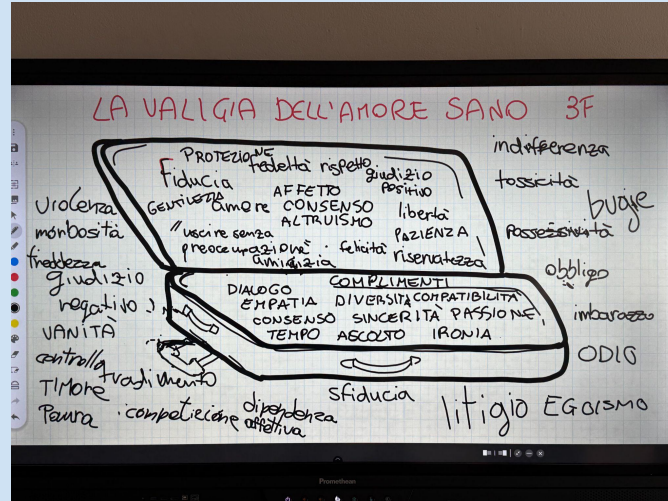 LA VALIGIA DELL'AMORE SANO 3F
PROTEZIONE
fedeltà rispetto
Fiducia
giudizio
positivo
AFFETTO
GENTILEZZA
amore CONSENSO
libertà
ALTRUISMO
PAZIENZA
"uscire senza
preoccupazioni"
felicità
riservatezza
amicizia
COMPLIMENTI
DIALOGO
EMPATIA DIVERSITÀ COMPATIBILITÀ
CONSENSO SINCERITÀ PASSIONE
TEMPO ASCOLTO IRONIA
violenza
morbosità
freddezza
giudizio
negativo
VANITÀ
controllo
tradimento
TIMORE
Paura
competizione
dipendenza
affettiva
sfiducia
litigio
EGOISMO
ODIO
imbarazzo
obbligo
possessività
bugie
tossicità
indifferenza
Promethean